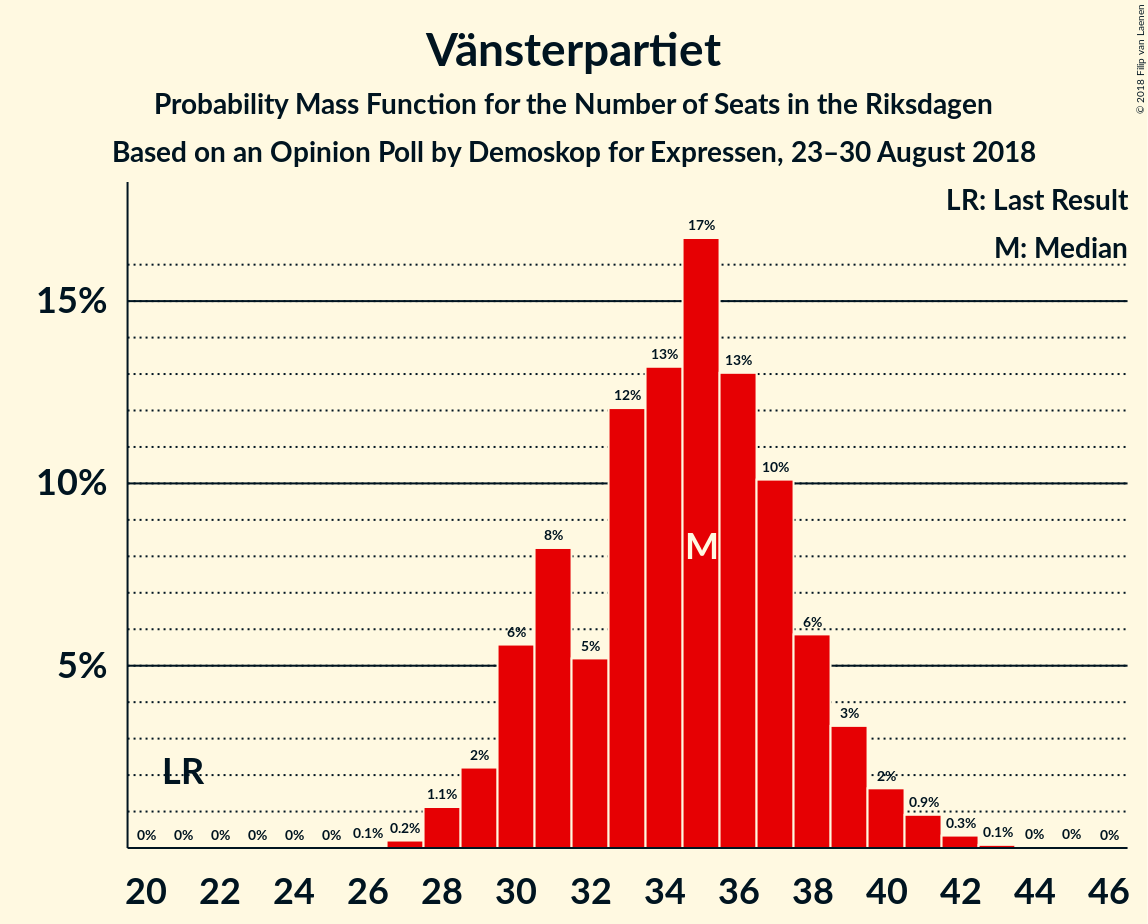 Vänsterpartiet
Probability Mass Function for the Number of Seats in the Riksdagen
Based on an Opinion Poll by Demoskop for Expressen, 23–30 August 2018
© 2018 Filip van Laenen
LR: Last Result
M: Median
17%
15%
13%
13%
12%
10%
10%
8%
M
6%
6%
5%
5%
3%
2%
LR
2%
1.1%
0.9%
0% 0% 0% 0% 0% 0% 0.1% 0.2% 0.3% 0.1% 0% 0% 0%
20 22 24 26 28 30 32 34 36 38 40 42 44 46